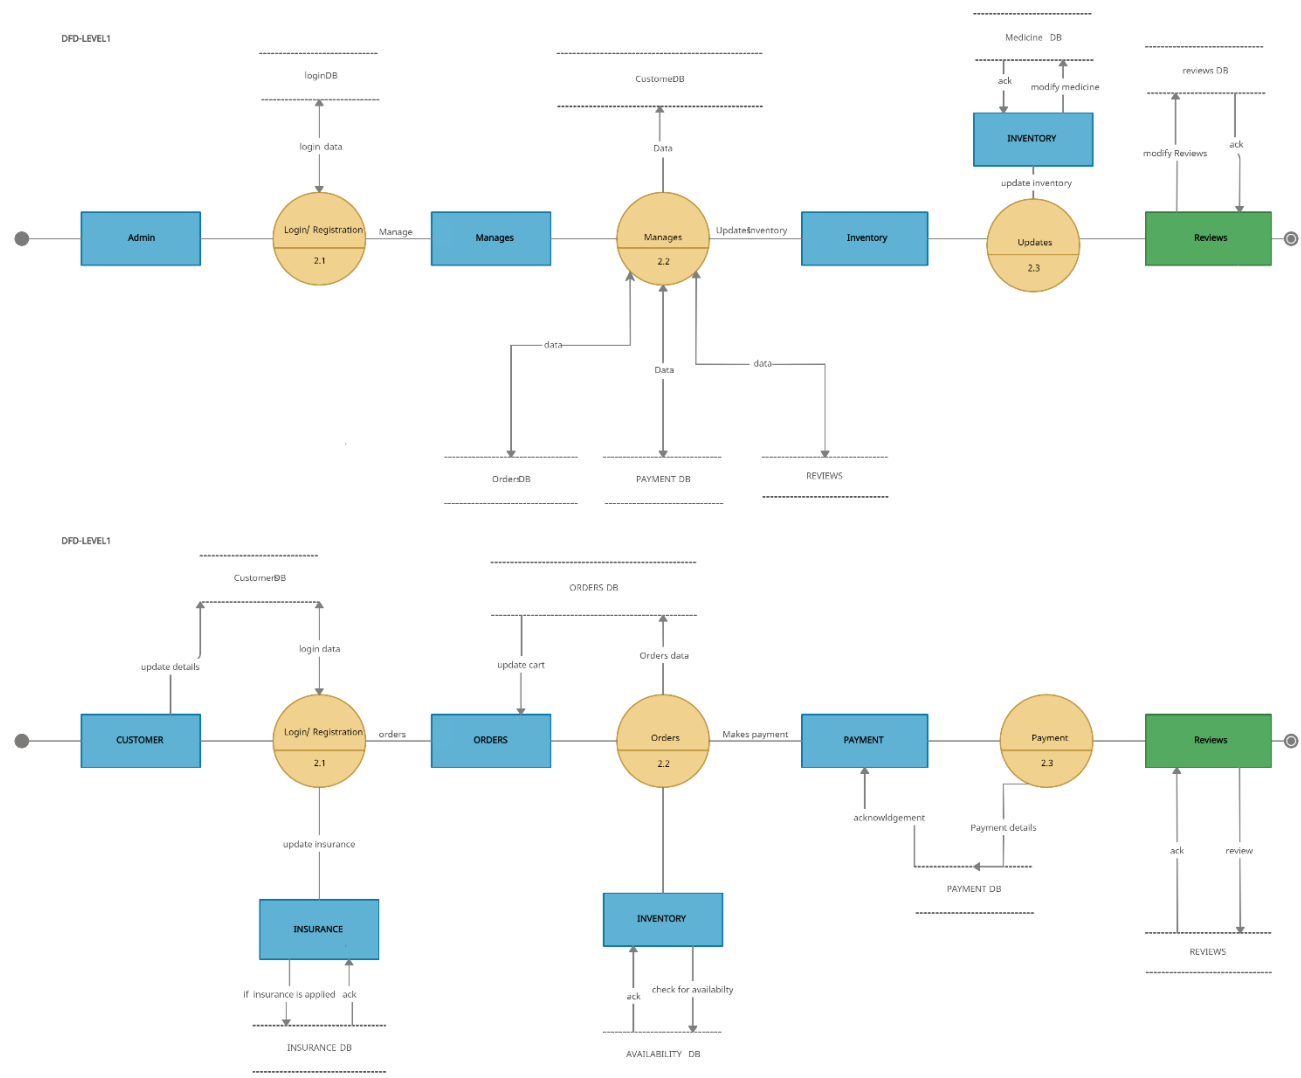 DFD-LEVEL1
loginDB
CustomeDB
Medicine DB
reviews DB
ack
modify medicine
login data
Data
INVENTORY
modify Reviews
ack
update inventory
Admin
Login/ Registration
2.1
Manage
Manages
Manages
2.2
UpdatesInventory
Inventory
Updates
2.3
Reviews
data
Data
data
OrdersDB
PAYMENT DB
REVIEWS
DFD-LEVEL1
CustomersDB
ORDERS DB
update details
login data
update cart
Orders data
CUSTOMER
Login/ Registration
2.1
orders
ORDERS
Orders
2.2
Makes payment
PAYMENT
Payment
2.3
Reviews
update insurance
acknowldgement
Payment details
ack
review
PAYMENT DB
INSURANCE
INVENTORY
REVIEWS
if insurance is applied
ack
ack
check for availabilty
INSURANCE DB
AVAILABILITY DB